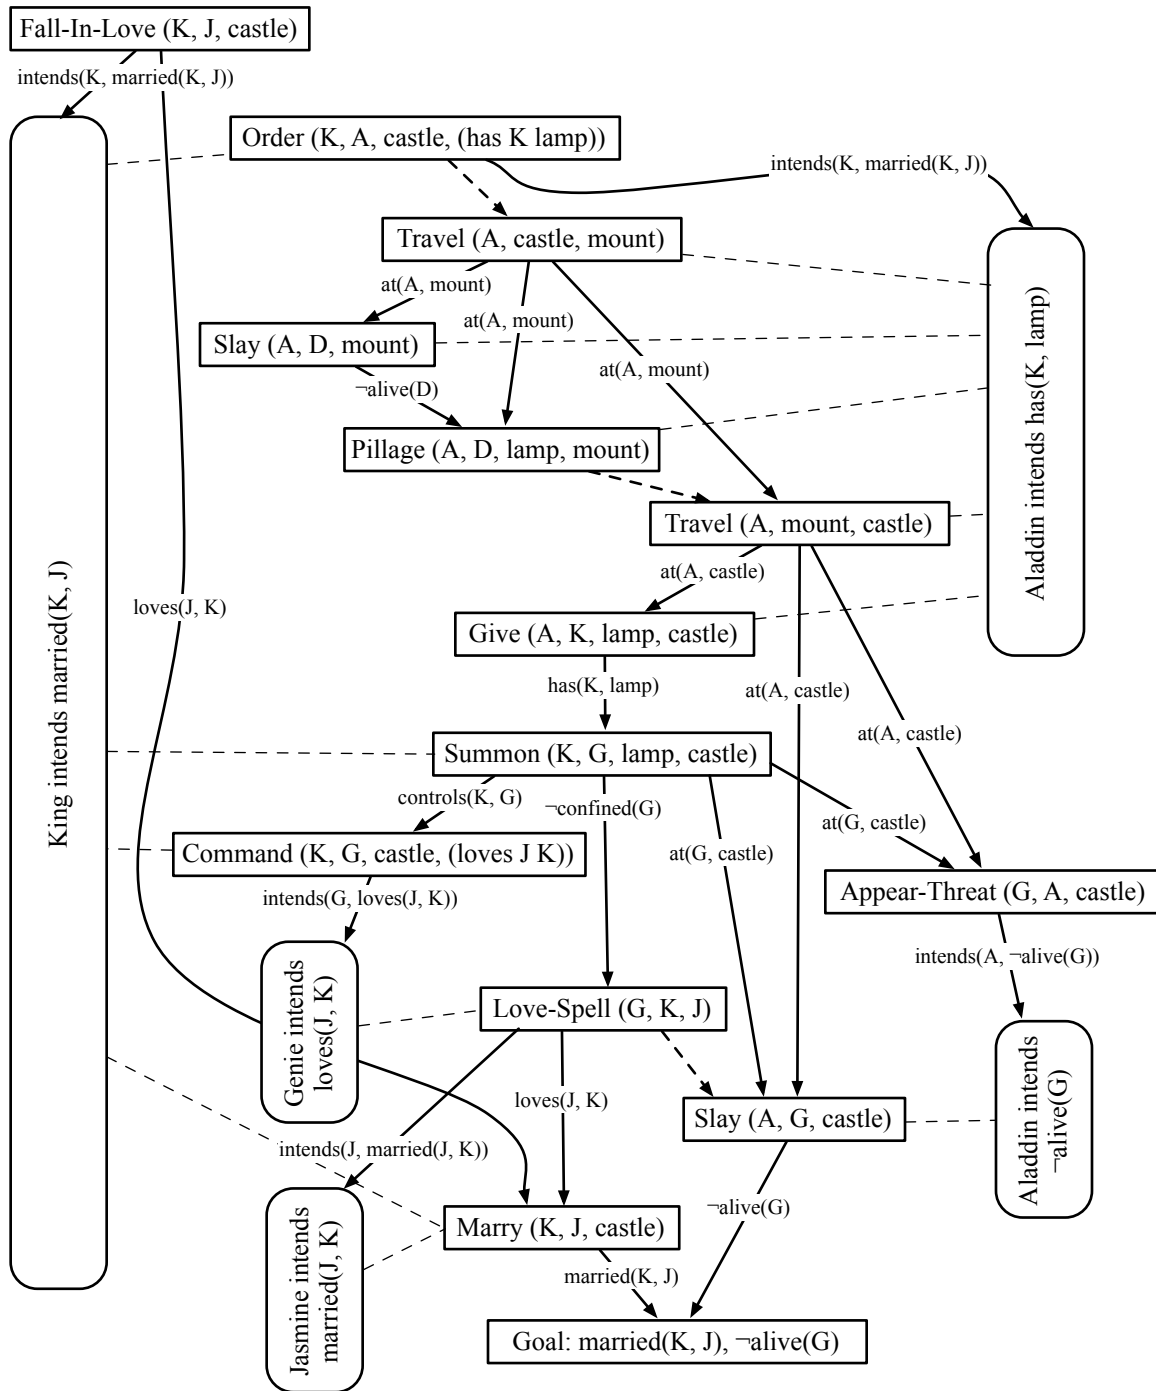 Fall-In-Love (K, J, castle)
intends(K, married(K, J))
Order (K, A, castle, (has K lamp))
intends(K, married(K, J))
Travel (A, castle, mount)
at(A, mount)
at(A, mount)
Slay (A, D, mount)
at(A, mount)
¬alive(D)
Pillage (A, D, lamp, mount)
Aladdin intends has(K, lamp)
Travel (A, mount, castle)
at(A, castle)
loves(J, K)
Give (A, K, lamp, castle)
King intends married(K, J)
has(K, lamp)
at(A, castle)
at(A, castle)
Summon (K, G, lamp, castle)
controls(K, G)
¬confined(G)
at(G, castle)
Command (K, G, castle, (loves J K))
at(G, castle)
Appear-Threat (G, A, castle)
intends(G, loves(J, K))
intends(A, ¬alive(G))
Genie intends
loves(J, K)
Love-Spell (G, K, J)
loves(J, K)
Slay (A, G, castle)
Aladdin intends
¬alive(G)
intends(J, married(J, K))
¬alive(G)
Jasmine intends
married(J, K)
Marry (K, J, castle)
married(K, J)
Goal: married(K, J), ¬alive(G)